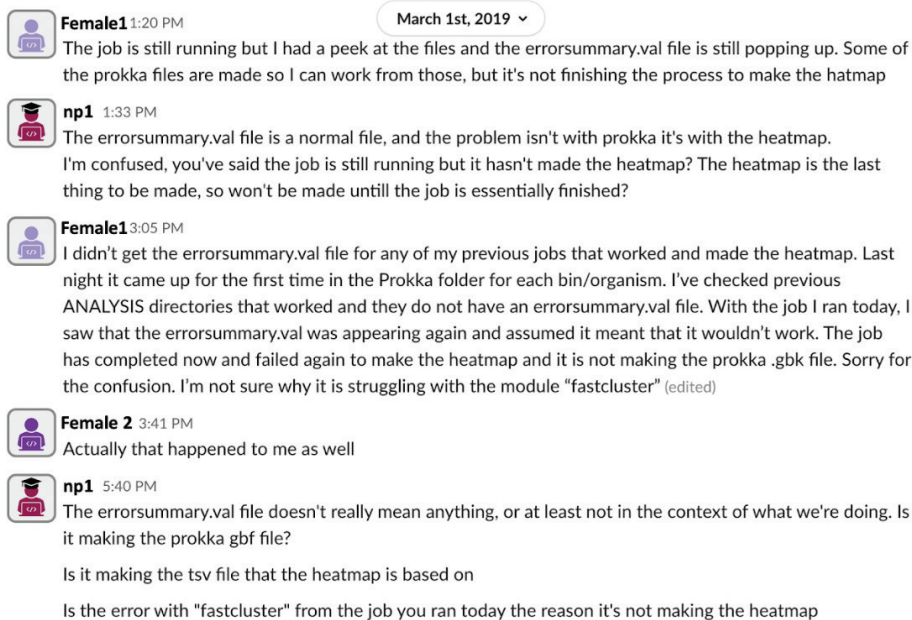 March 1st, 2019
Female1 1:20 PM
The job is still running but I had a peek at the files and the errorsummary.val file is still popping up. Some of
the prokka files are made so I can work from those, but it's not finishing the process to make the hatmap
np1 1:33 PM
The errorsummary.val file is a normal file, and the problem isn't with prokka it's with the heatmap.
I'm confused, you've said the job is still running but it hasn't made the heatmap? The heatmap is the last
thing to be made, so won't be made untill the job is essentially finished?
Female1 3:05 PM
I didn't get the errorsummary.val file for any of my previous jobs that worked and made the heatmap. Last
night it came up for the first time in the Prokka folder for each bin/organism. I've checked previous
ANALYSIS directories that worked and they do not have an errorsummary.val file. With the job I ran today, I
saw that the errorsummary.val was appearing again and assumed it meant that it wouldn't work. The job
has completed now and failed again to make the heatmap and it is not making the prokka .gbk file. Sorry for
the confusion. I'm not sure why it is struggling with the module "fastcluster" (edited)
Female 2 3:41 PM
Actually that happened to me as well
np1 5:40 PM
The errorsummary.val file doesn't really mean anything, or at least not in the context of what we're doing. Is
it making the prokka gbf file?
Is it making the tsv file that the heatmap is based on
Is the error with "fastcluster" from the job you ran today the reason it's not making the heatmap